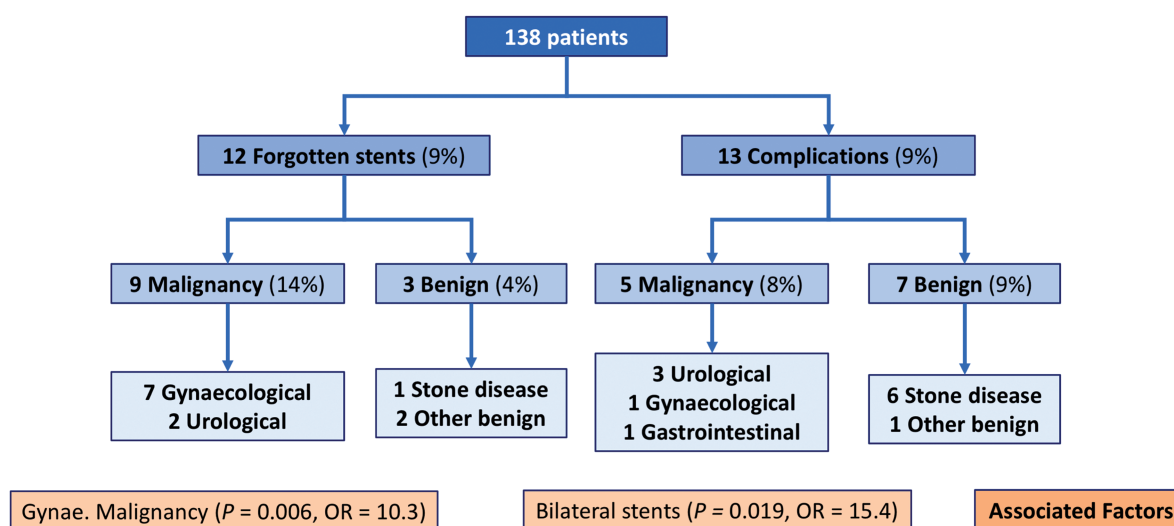 138 patients
12 Forgotten stents (9%)
13 Complications (9%)
9 Malignancy (14%)
3 Benign (4%)
5 Malignancy (8%)
7 Benign (9%)
7 Gynaecological
2 Urological
1 Stone disease
2 Other benign
3 Urological
1 Gynaecological
1 Gastrointestinal
6 Stone disease
1 Other benign
Gynae. Malignancy (P = 0.006, OR = 10.3)
Bilateral stents (P = 0.019, OR = 15.4)
Associated Factors